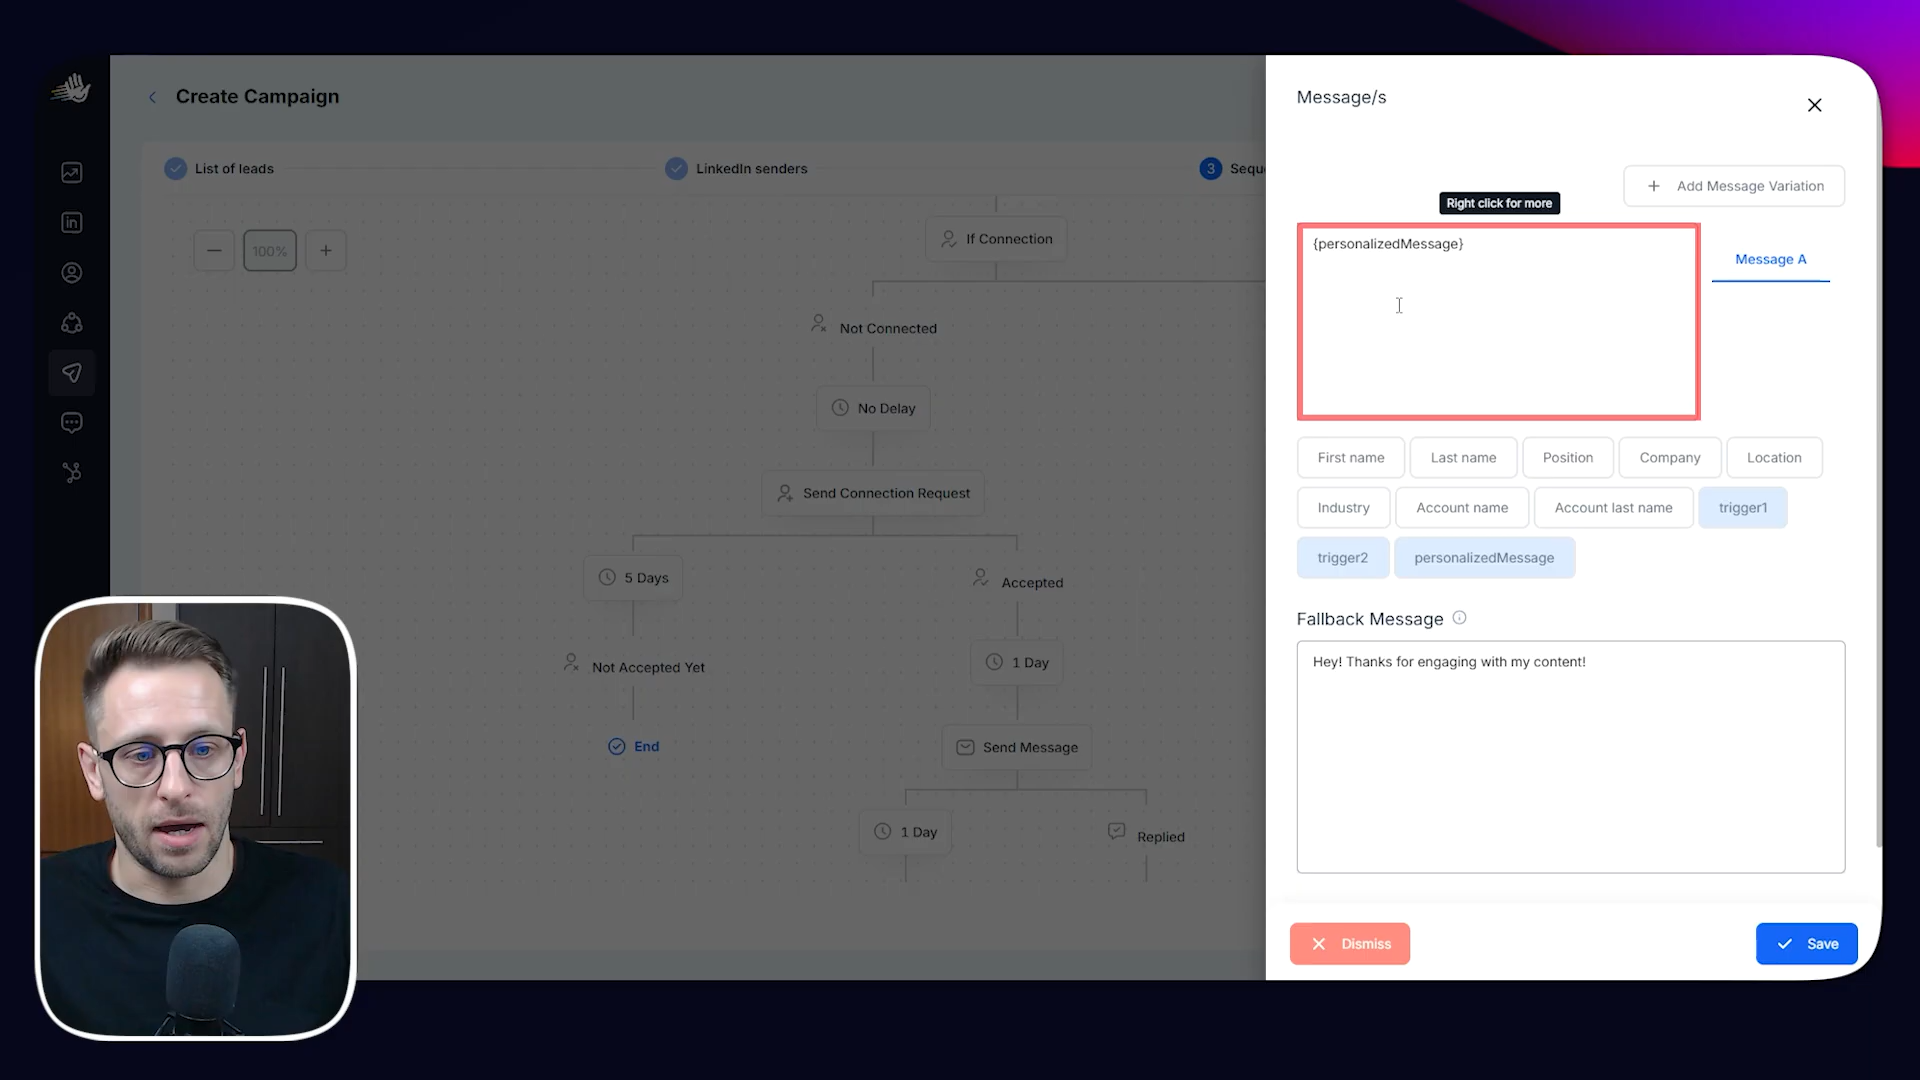 Create Campaign
List of leads
LinkedIn senders
3 Sequ
100%
If Connection
Not Connected
No Delay
Send Connection Request
5 Days
Accepted
Not Accepted Yet
1 Day
End
Send Message
1 Day
Replied
Message/s
Add Message Variation
Right click for more
{personalizedMessage}
Message A
First name
Last name
Position
Company
Location
Industry
Account name
Account last name
trigger1
trigger2
personalizedMessage
Fallback Message
Hey! Thanks for engaging with my content!
Dismiss
Save